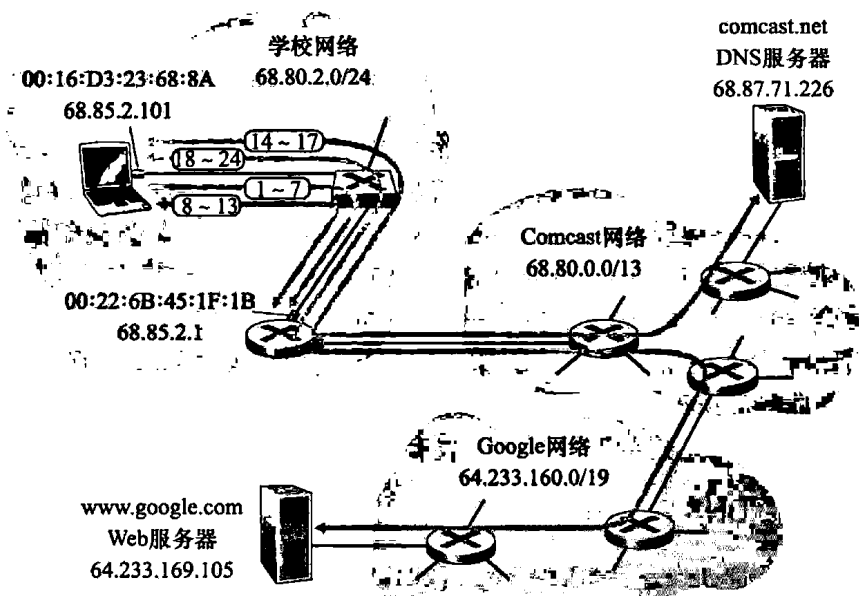 学校网络
68.80.2.0/24
00:16:D3:23:68:8A
68.85.2.101
14～17
18～24
1～7
8～13
00:22:6B:45:1F:1B
68.85.2.1
comcast.net
DNS服务器
68.87.71.226
Comcast网络
68.80.0.0/13
Google网络
64.233.160.0/19
www.google.com
Web服务器
64.233.169.105